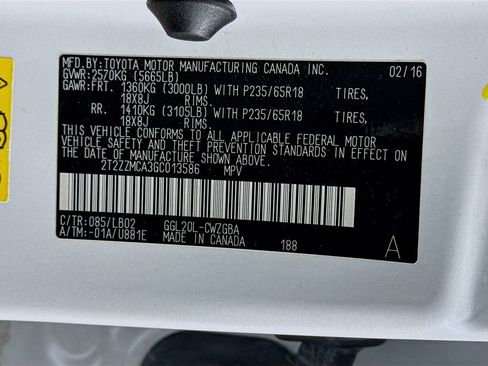 MFD.BY:TOYOTA MOTOR MANUFACTURING CANADA INC. 02/16
GVWR:2570KG (5665LB)
GAWR:FRT. 1360KG (3000LB) WITH P235/65R18 TIRES,
18X8J RIMS.
RR. 1410KG (3105LB) WITH P235/65R18 TIRES,
18X8J RIMS.
THIS VEHICLE CONFORMS TO ALL APPLICABLE FEDERAL MOTOR
VEHICLE SAFETY AND THEFT PREVENTION STANDARDS IN EFFECT ON
THE DATE OF MANUFACTURE SHOWN ABOVE.
2T2ZZMCA3GC013586 MPV
C/TR:085/LB02 GGL20L-CWZGBA
A/TM:-01A/U881E MADE IN CANADA 188 A